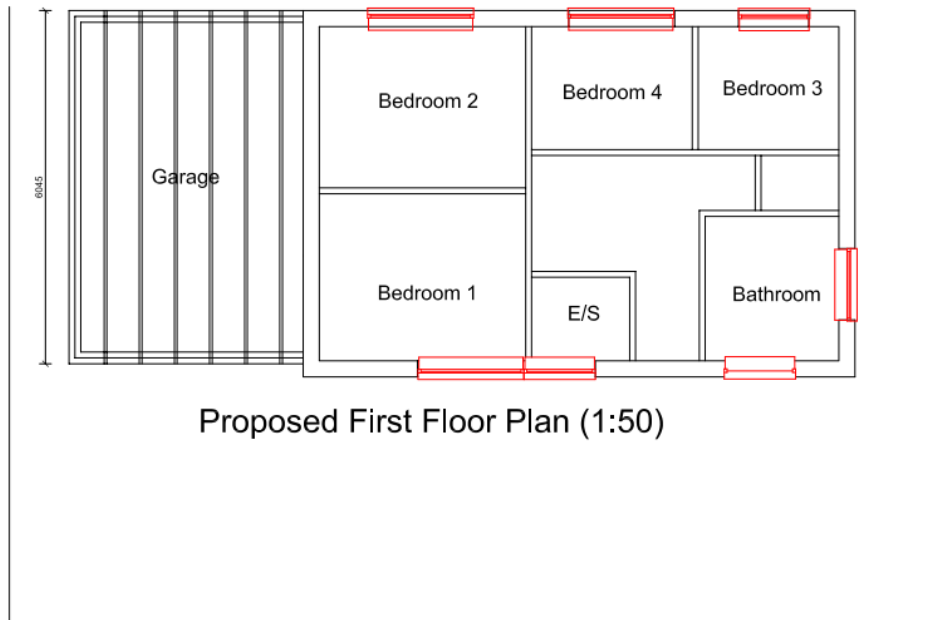 Bedroom 2
Bedroom 4
Bedroom 3
Garage
6045
Bedroom 1
Bathroom
E/S
Proposed First Floor Plan (1:50)